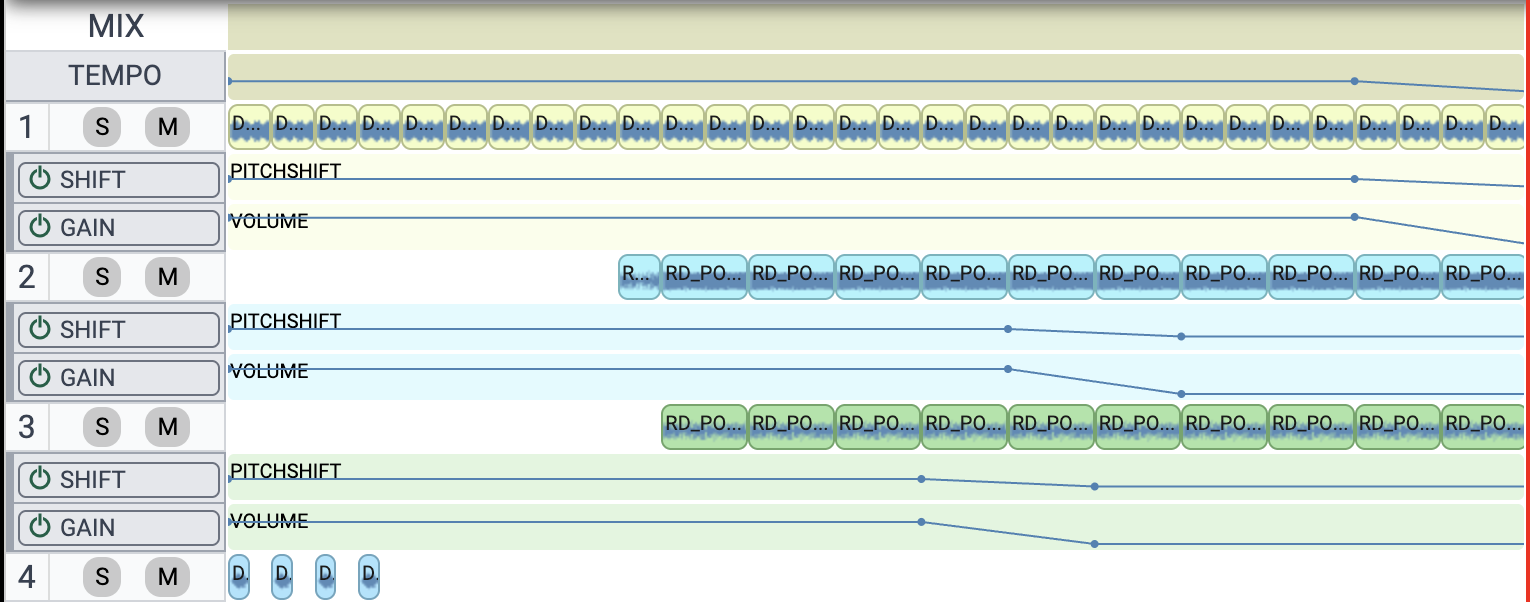 MIX
TEMPO
1 S M D... D... D... D... D... D... D... D... D... D... D... D... D... D... D... D... D... D... D... D... D... D... D... D... D... D... D... D... D... D...
SHIFT PITCHSHIFT
GAIN VOLUME
2 S M R... RD_PO... RD_PO... RD_PO... RD_PO... RD_PO... RD_PO... RD_PO... RD_PO... RD_PO... RD_PO...
SHIFT PITCHSHIFT
GAIN VOLUME
3 S M RD_PO... RD_PO... RD_PO... RD_PO... RD_PO... RD_PO... RD_PO... RD_PO... RD_PO... RD_PO...
SHIFT PITCHSHIFT
GAIN VOLUME
4 S M D. D. D. D.